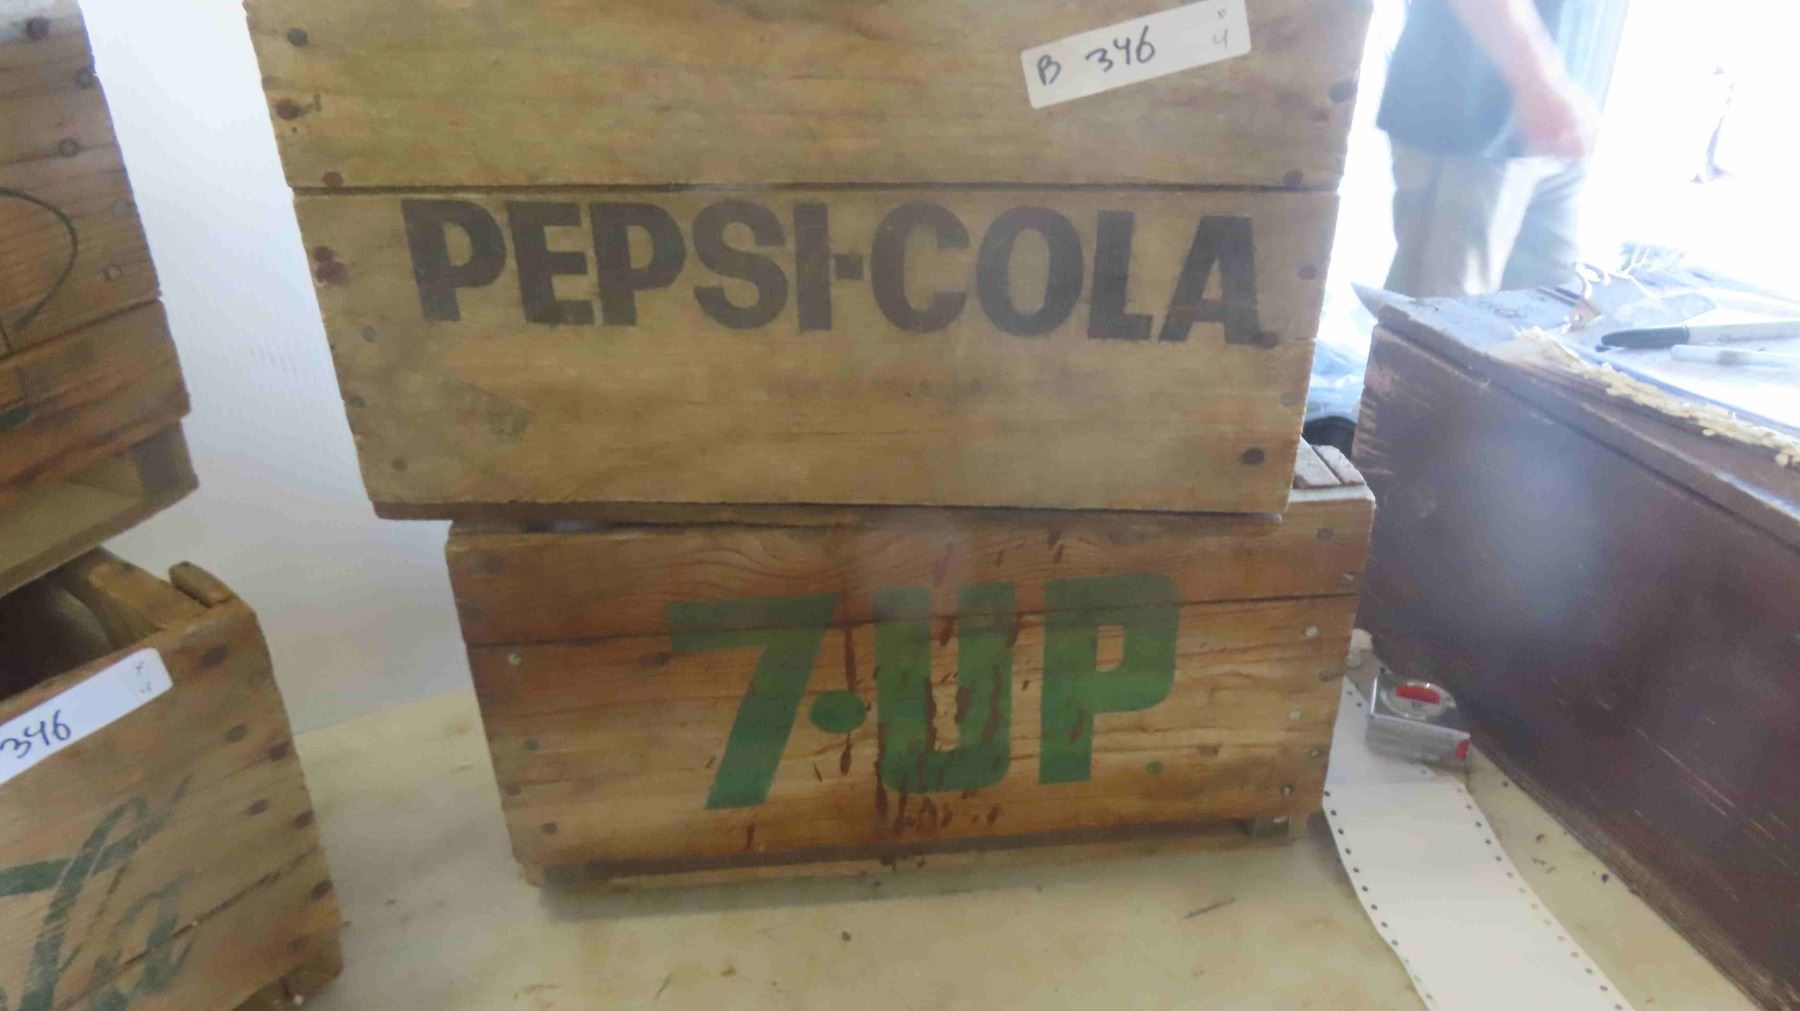 B 346 x 4
PEPSI-COLA
7·UP
346 x 4